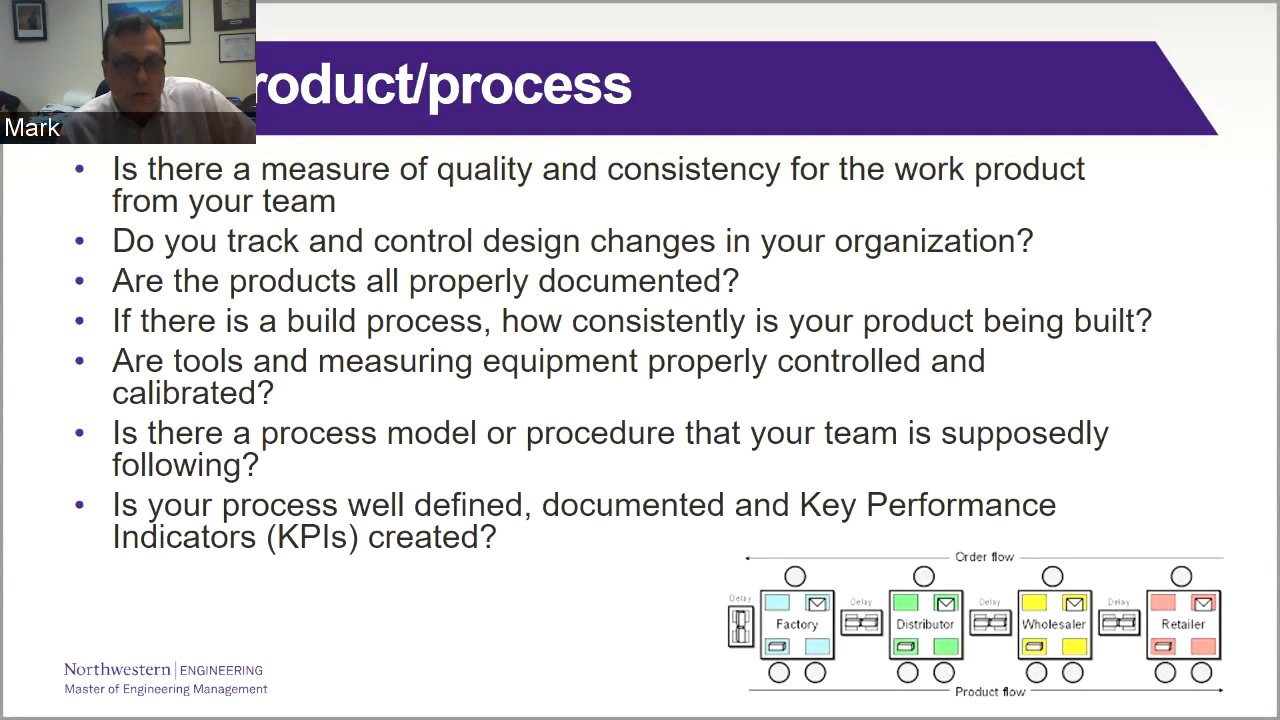 roduct/process
Mark
• Is there a measure of quality and consistency for the work product
from your team
• Do you track and control design changes in your organization?
• Are the products all properly documented?
• If there is a build process, how consistently is your product being built?
• Are tools and measuring equipment properly controlled and
calibrated?
• Is there a process model or procedure that your team is supposedly
following?
• Is your process well defined, documented and Key Performance
Indicators (KPIs) created?
Order flow
Delay
Factory
Delay
Distributor
Delay
Wholesaler
Delay
Retailer
Product flow
Northwestern | ENGINEERING
Master of Engineering Management